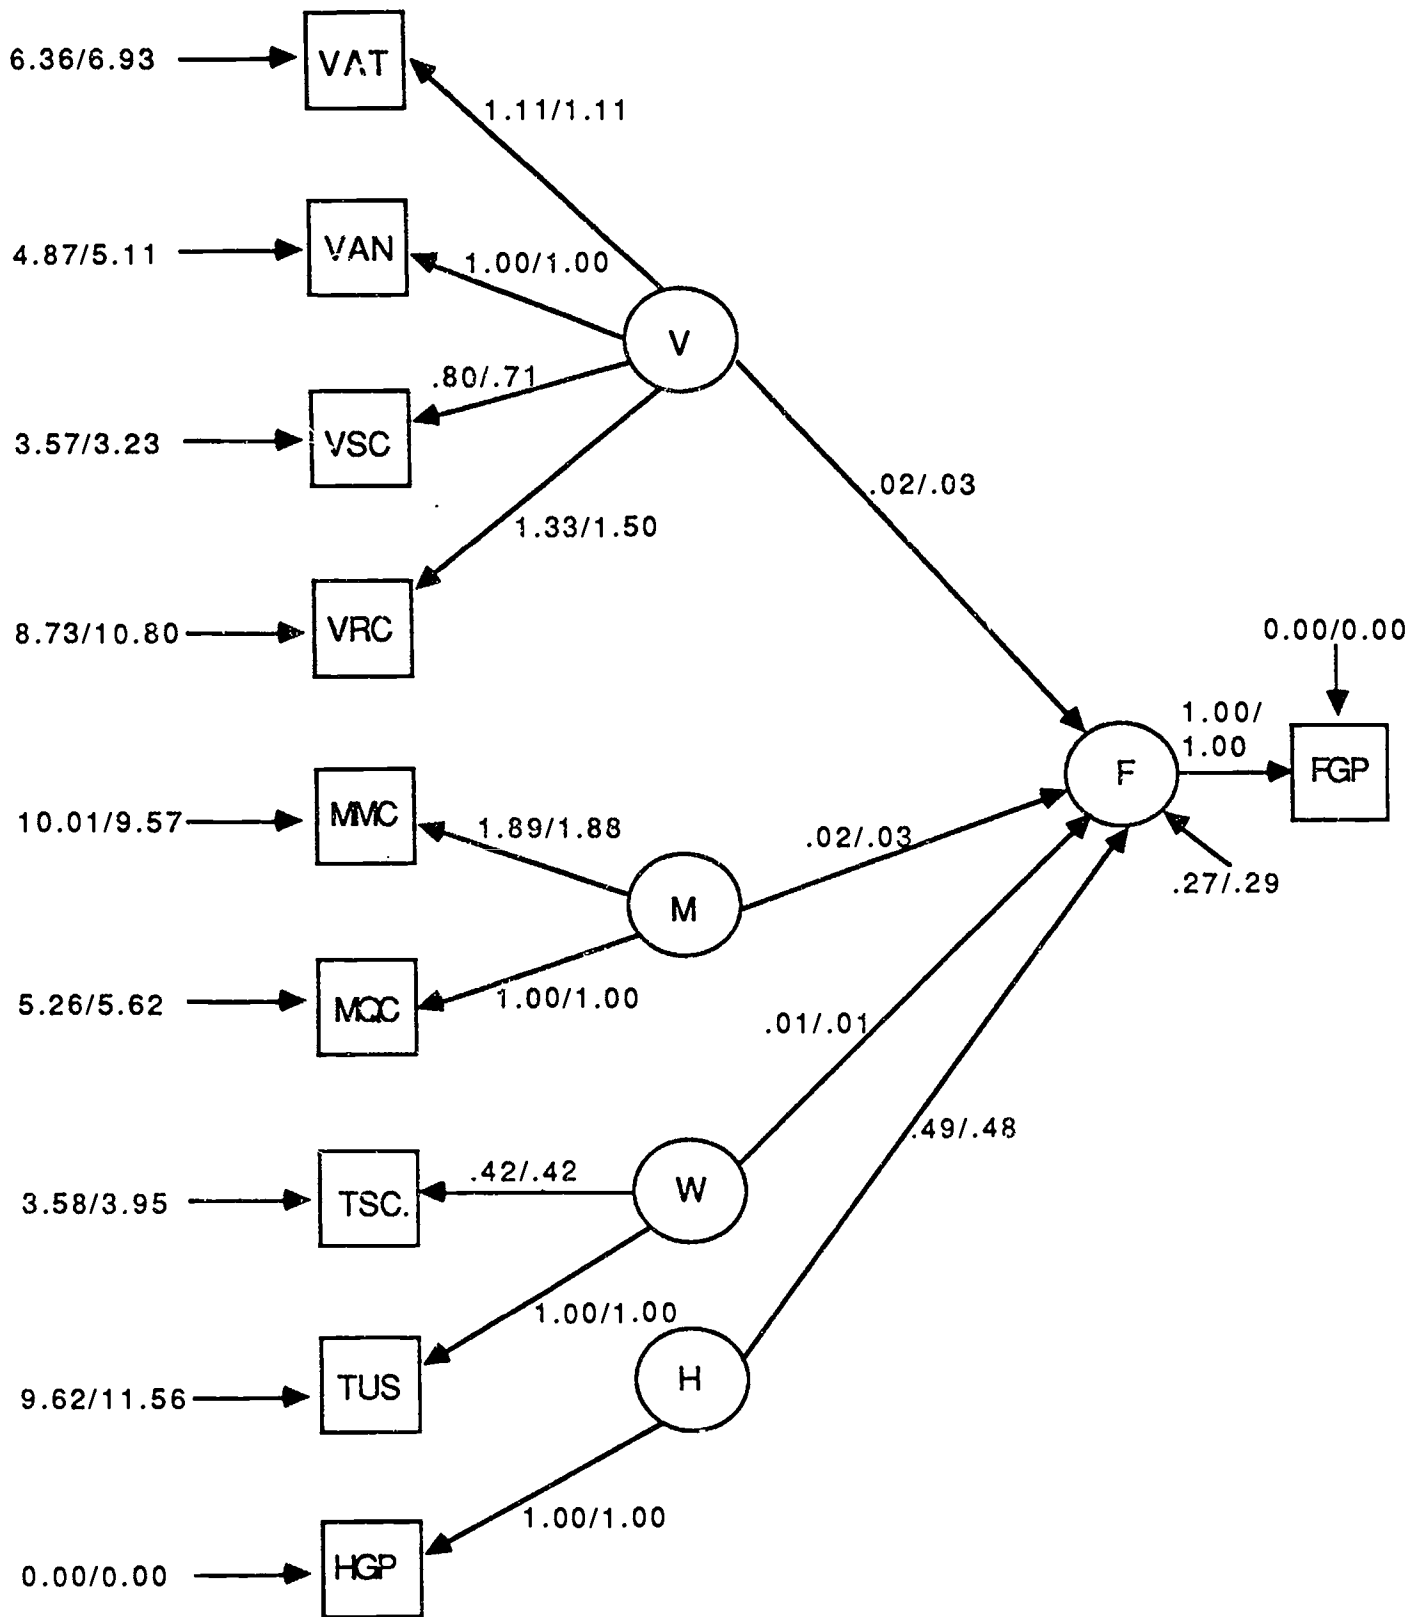 6.36/6.93
VAT
1.11/1.11
4.87/5.11
VAN
1.00/1.00
V
.80/.71
3.57/3.23
VSC
.02/.03
1.33/1.50
8.73/10.80
VRC
0.00/0.00
1.00/
1.00
F
FGP
10.01/9.57
MMC
1.89/1.88
.02/.03
.27/.29
M
5.26/5.62
MQC
1.00/1.00
.01/.01
.49/.48
3.58/3.95
TSC.
.42/.42
W
1.00/1.00
9.62/11.56
TUS
H
1.00/1.00
0.00/0.00
HGP